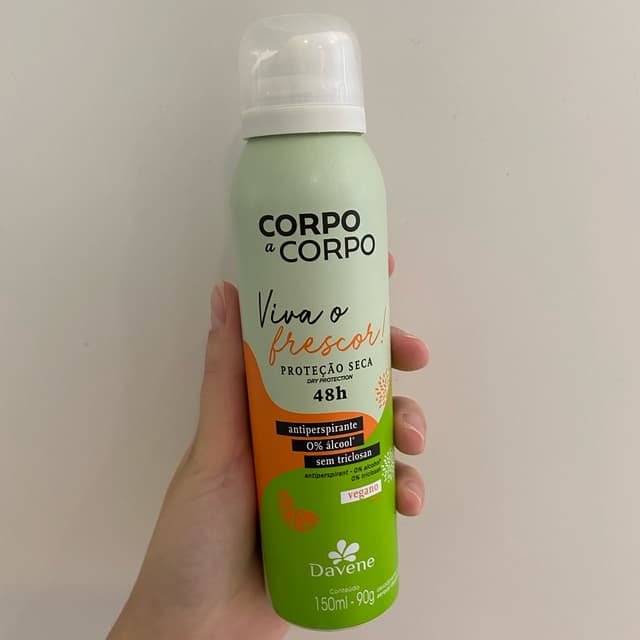 CORPO
a CORPO
Viva o
frescor!
PROTEÇÃO SECA
DRY PROTECTION
48h
antiperspirante
0% álcool*
sem triclosan
antiperspirant - 0% alcohol
0% triclosan
vegano
Davene
Conteúdo
150ml - 90g